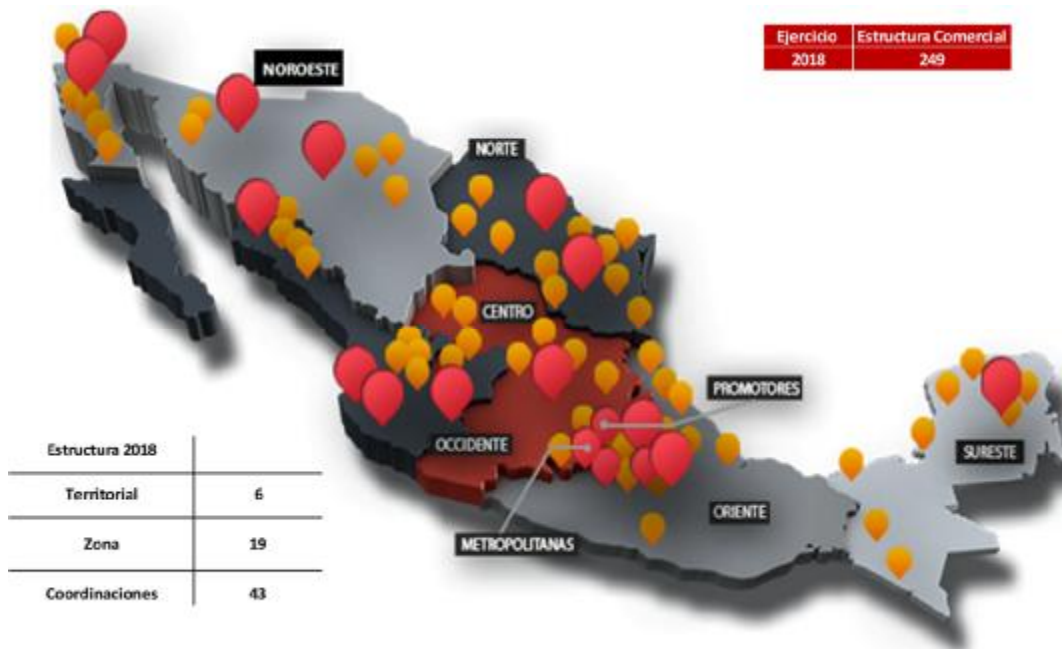 Ejercicio Estructura Comercial
2018 249
NOROESTE
NORTE
CENTRO
PROMOTORES
OCCIDENTE
SURESTE
ORIENTE
METROPOLITANAS
Estructura 2018
Territorial 6
Zona 19
Coordinaciones 43